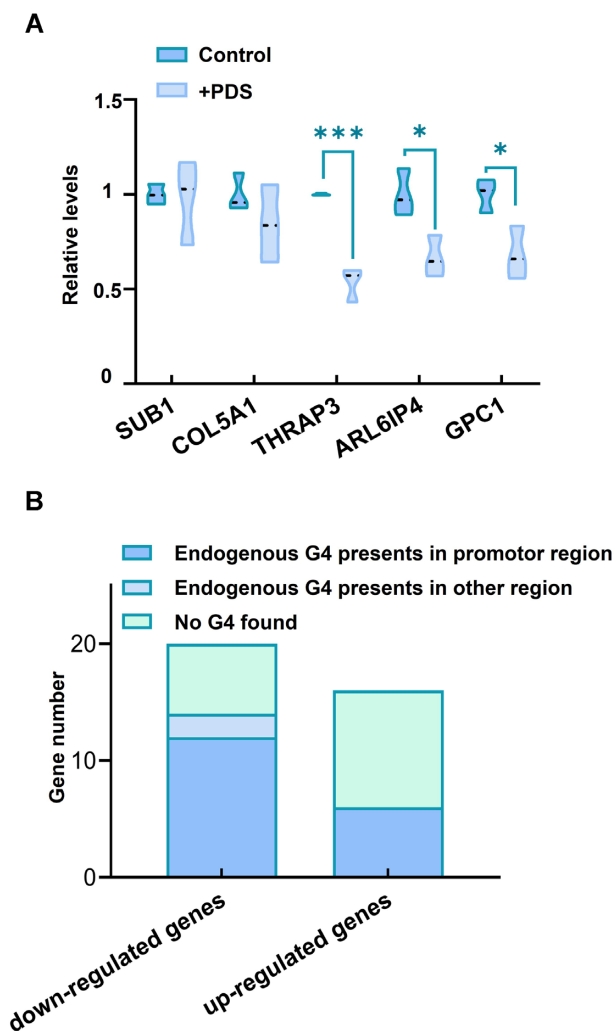 A
Control
+PDS
1.5
1
0.5
0
Relative levels
***
*
*
SUB1
COL5A1
THRAP3
ARL6IP4
GPC1
B
Endogenous G4 presents in promotor region
Endogenous G4 presents in other region
No G4 found
20
10
0
Gene number
down-regulated genes
up-regulated genes